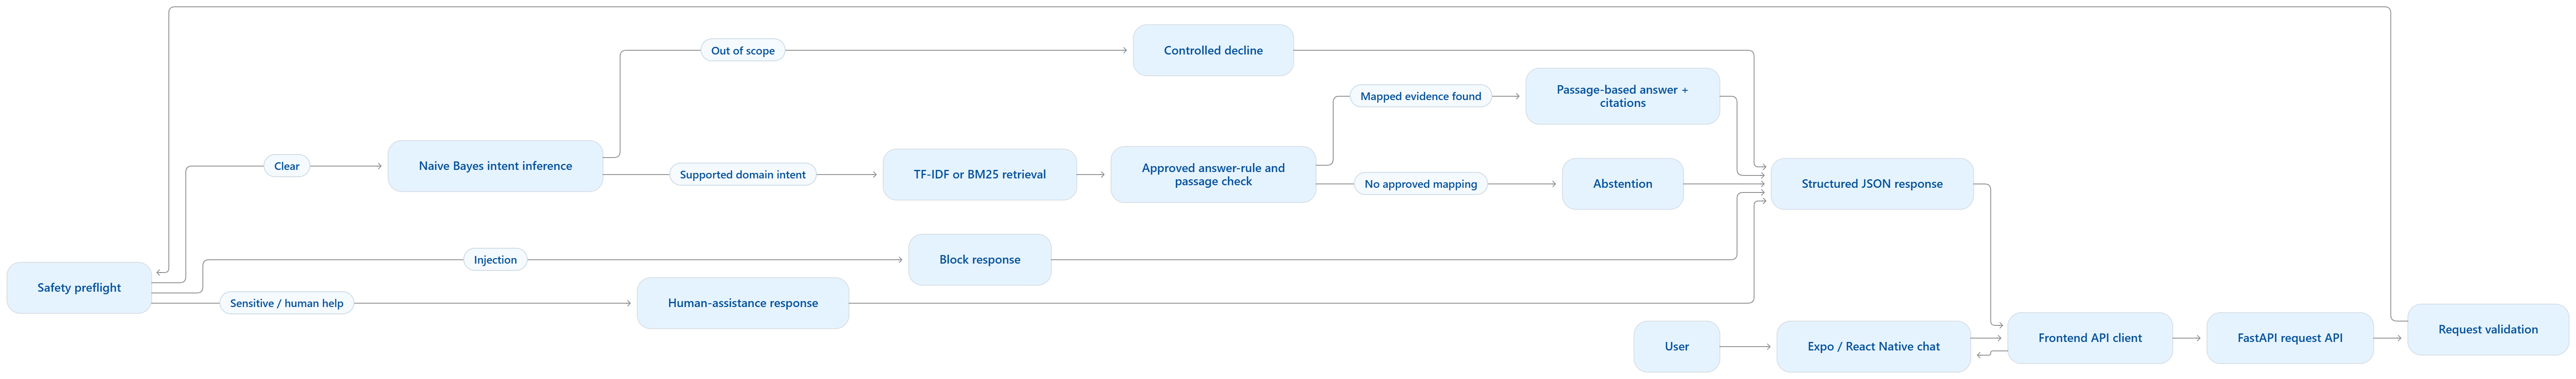 Out of scope
Controlled decline
Mapped evidence found
Passage-based answer +
citations
Clear
Naive Bayes intent inference
Supported domain intent
TF-IDF or BM25 retrieval
Approved answer-rule and
passage check
No approved mapping
Abstention
Structured JSON response
Injection
Block response
Safety preflight
Sensitive / human help
Human-assistance response
User
Expo / React Native chat
Frontend API client
FastAPI request API
Request validation